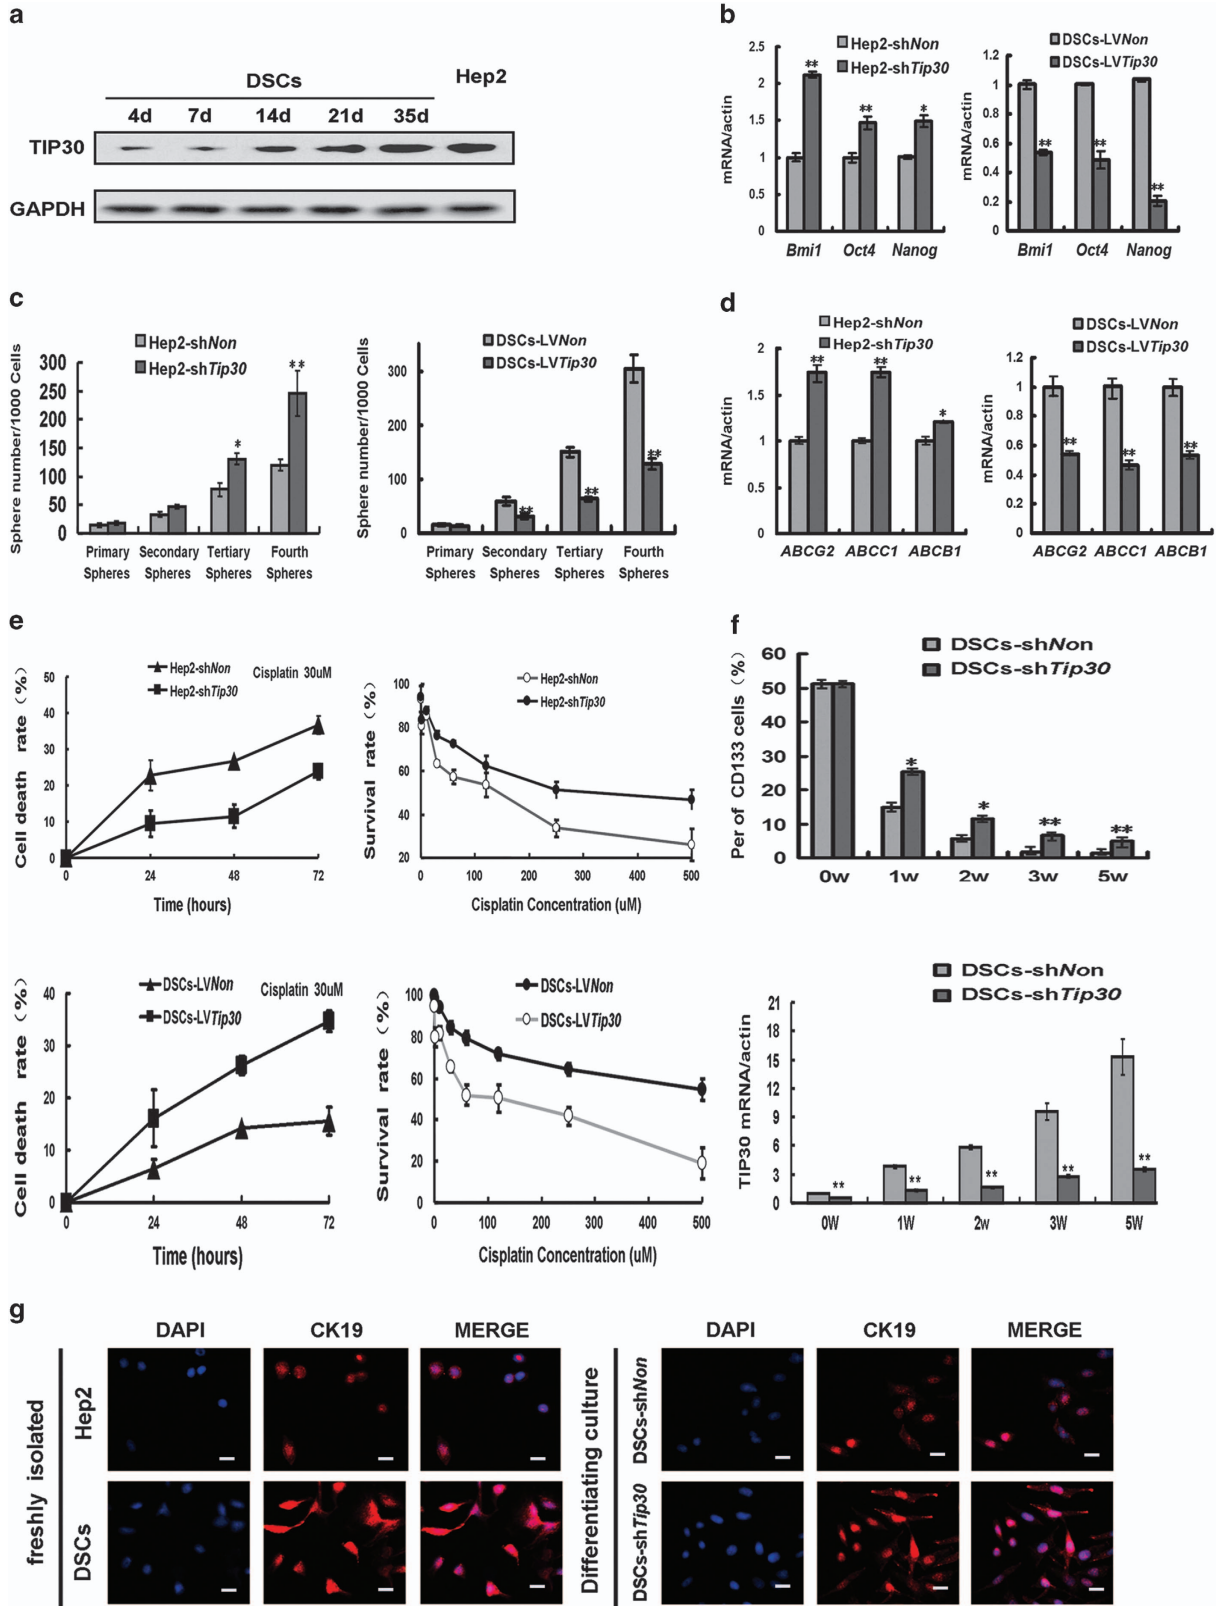 a
DSCs
Hep2
4d 7d 14d 21d 35d
TIP30
GAPDH
b
Hep2-shNon
Hep2-shTip30
mRNA/actin
2.5
2
1.5
1
0.5
0
** ** *
Bmi1 Oct4 Nanog
DSCs-LVNon
DSCs-LVTip30
mRNA/actin
1.2
1
0.8
0.6
0.4
0.2
0
** ** **
Bmi1 Oct4 Nanog
c
Hep2-shNon
Hep2-shTip30
Sphere number/1000 Cells
300
250
200
150
100
50
0
* **
Primary Secondary Tertiary Fourth
Spheres Spheres Spheres Spheres
DSCs-LVNon
DSCs-LVTip30
Sphere number/1000 Cells
300
200
100
0
** ** **
Primary Secondary Tertiary Fourth
Spheres Spheres Spheres Spheres
d
Hep2-shNon
Hep2-shTip30
mRNA/actin
2
1.5
1
0.5
0
** ** *
ABCG2 ABCC1 ABCB1
DSCs-LVNon
DSCs-LVTip30
mRNA/actin
1.2
1
0.8
0.6
0.4
0.2
0
** ** **
ABCG2 ABCC1 ABCB1
e
Hep2-shNon
Hep2-shTip30
Cisplatin 30uM
Cell death rate (%)
50
40
30
20
10
0
0 24 48 72
Time (hours)
Hep2-shNon
Hep2-shTip30
Survival rate (%)
100
80
60
40
20
0 100 200 300 400 500
Cisplatin Concentration (uM)
DSCs-LVNon
DSCs-LVTip30
Cisplatin 30uM
Cell death rate (%)
40
30
20
10
0
0 24 48 72
Time (hours)
DSCs-LVNon
DSCs-LVTip30
Survival rate (%)
100
80
60
40
20
0
0 100 200 300 400 500
Cisplatin Concentration (uM)
f
DSCs-shNon
DSCs-shTip30
Per of CD133 cells (%)
60
50
40
30
20
10
0
* * ** **
0w 1w 2w 3w 5w
DSCs-shNon
DSCs-shTip30
TIP30 mRNA/actin
21
18
15
12
9
6
3
0
** ** ** ** **
0W 1W 2W 3W 5W
g
DAPI CK19 MERGE
freshly isolated
Hep2
DSCs
DAPI CK19 MERGE
Differentiating culture
DSCs-shNon
DSCs-shTip30